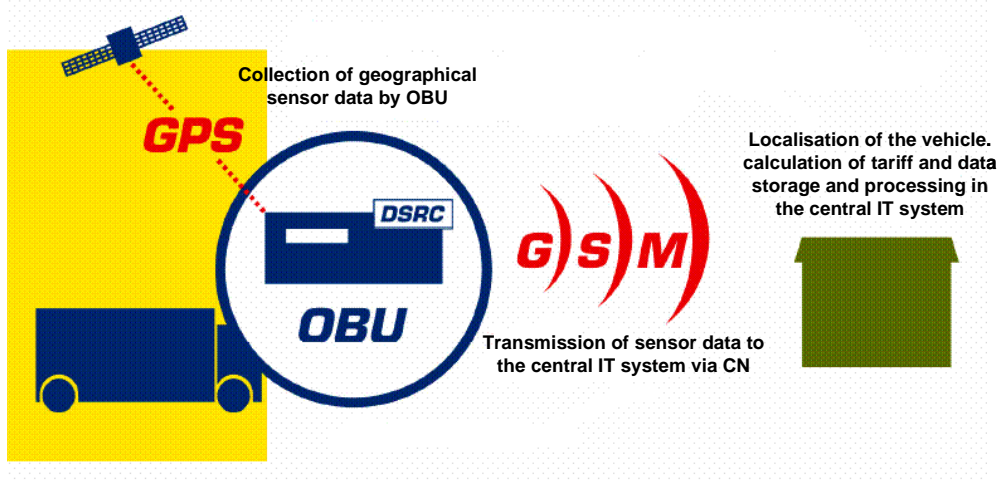 Collection of geographical
sensor data by OBU
GPS
DSRC
OBU
GSM
Transmission of sensor data to
the central IT system via CN
Localisation of the vehicle.
calculation of tariff and data
storage and processing in
the central IT system